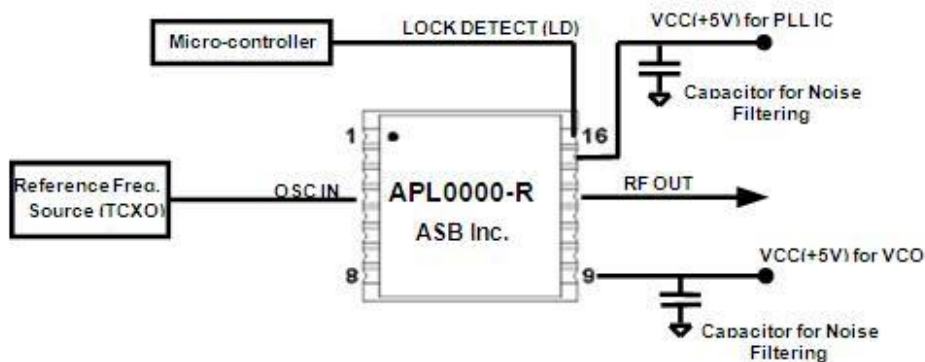 VCC(+5V) for PLL IC
LOCK DETECT (LD)
Micro-controller
Capacitor for Noise
Filtering
1
16
Reference Freq.
Source (TCXO)
OSC IN
APL0000-R
RF OUT
ASB Inc.
8
9
VCC(+5V) for VCO
Capacitor for Noise
Filtering